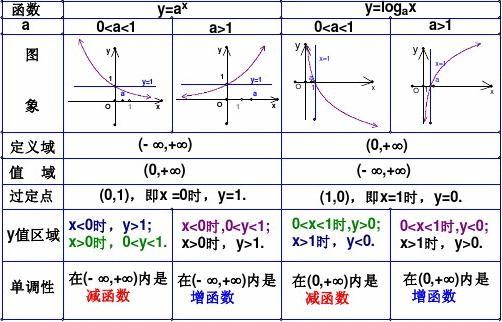 函数 y=aˣ y=logₐx
a 0<a<1 a>1 0<a<1 a>1
图
象
y 1 y=1 a O 1 x
y y=1 1 a O 1 x
y x=1 a O 1 x
y x=1 a O 1 x
定义域 (- ∞,+∞) (0,+∞)
值 域 (0,+∞) (- ∞,+∞)
过定点 (0,1)，即x =0时，y=1. (1,0)，即x=1时，y=0.
y值区域 x<0时，y>1; x<0时,0<y<1; 0<x<1时,y>0; 0<x<1时,y<0;
x>0时，0<y<1. x>0时，y>1. x>1时，y<0. x>1时，y>0.
单调性 在(- ∞,+∞)内是 在(- ∞,+∞)内是 在(0,+∞)内是 在(0,+∞)内是
减函数 增函数 减函数 增函数